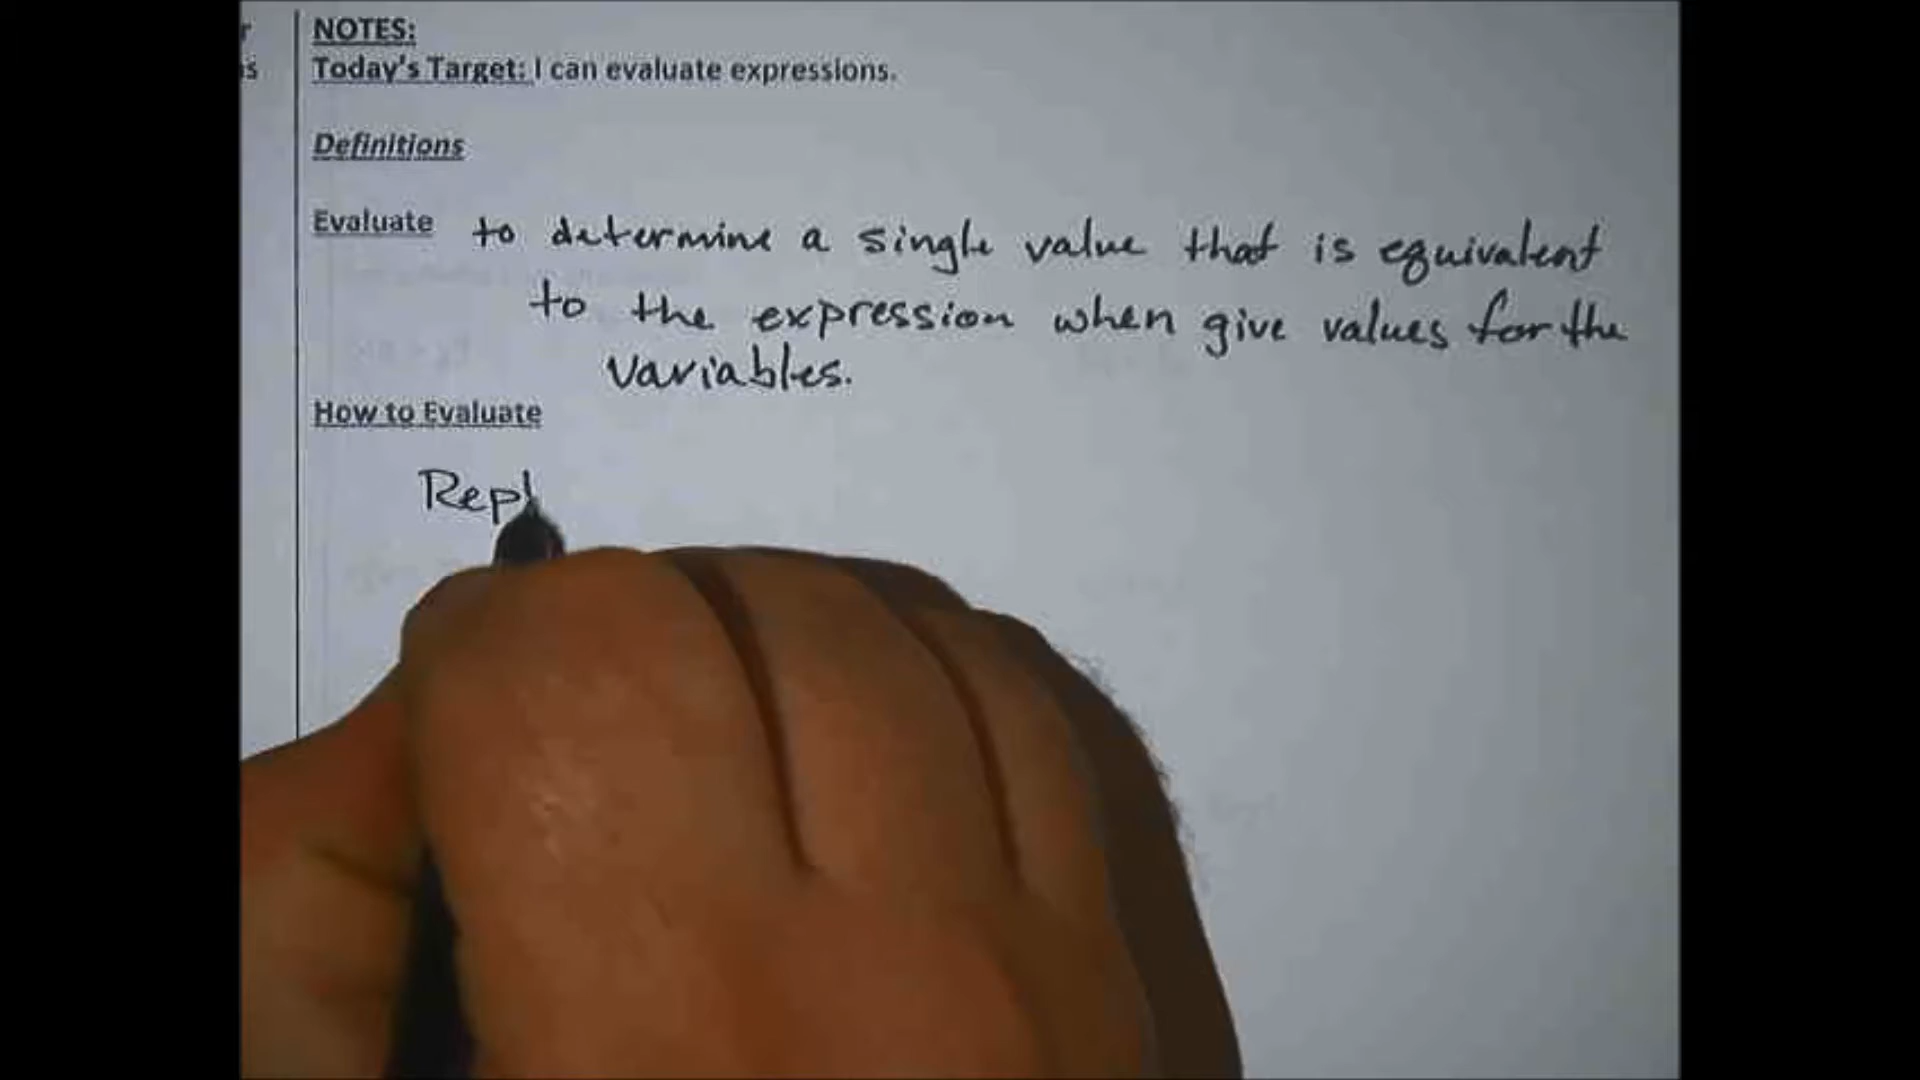 NOTES:
Today's Target: I can evaluate expressions.
Definitions
Evaluate to determine a single value that is equivalent
to the expression when give values for the
variables.
How to Evaluate
Repl